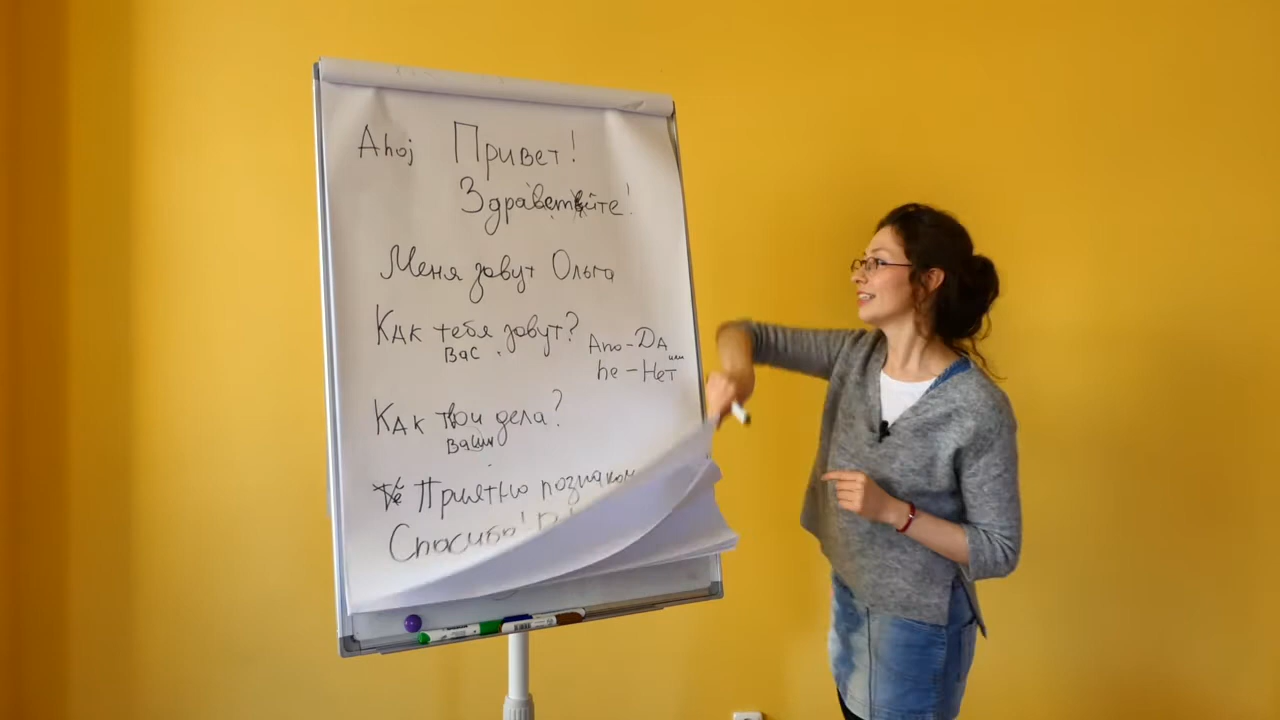 Ahoj Привет!
Здравствуйте!
Меня зовут Ольга
Как тебя зовут?
Вас
Ano - ДА
или
ne - Нет
Как твои дела?
Ваши
Приятно
Спасибо!